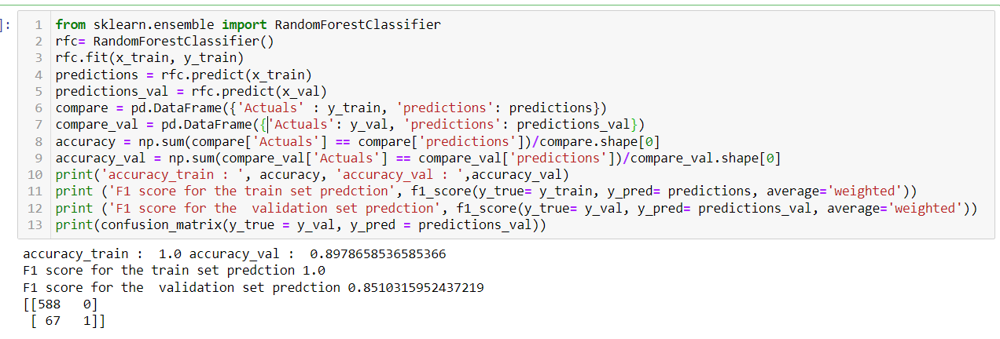 ]:
1 from sklearn.ensemble import RandomForestClassifier
2 rfc= RandomForestClassifier()
3 rfc.fit(x_train, y_train)
4 predictions = rfc.predict(x_train)
5 predictions_val = rfc.predict(x_val)
6 compare = pd.DataFrame({'Actuals' : y_train, 'predictions': predictions})
7 compare_val = pd.DataFrame({'Actuals': y_val, 'predictions': predictions_val})
8 accuracy = np.sum(compare['Actuals'] == compare['predictions'])/compare.shape[0]
9 accuracy_val = np.sum(compare_val['Actuals'] == compare_val['predictions'])/compare_val.shape[0]
10 print('accuracy_train : ', accuracy, 'accuracy_val : ',accuracy_val)
11 print ('F1 score for the train set predction', f1_score(y_true= y_train, y_pred= predictions, average='weighted'))
12 print ('F1 score for the  validation set predction', f1_score(y_true= y_val, y_pred= predictions_val, average='weighted'))
13 print(confusion_matrix(y_true = y_val, y_pred = predictions_val))
accuracy_train :  1.0 accuracy_val :  0.8978658536585366
F1 score for the train set predction 1.0
F1 score for the  validation set predction 0.8510315952437219
[[588   0]
 [ 67   1]]